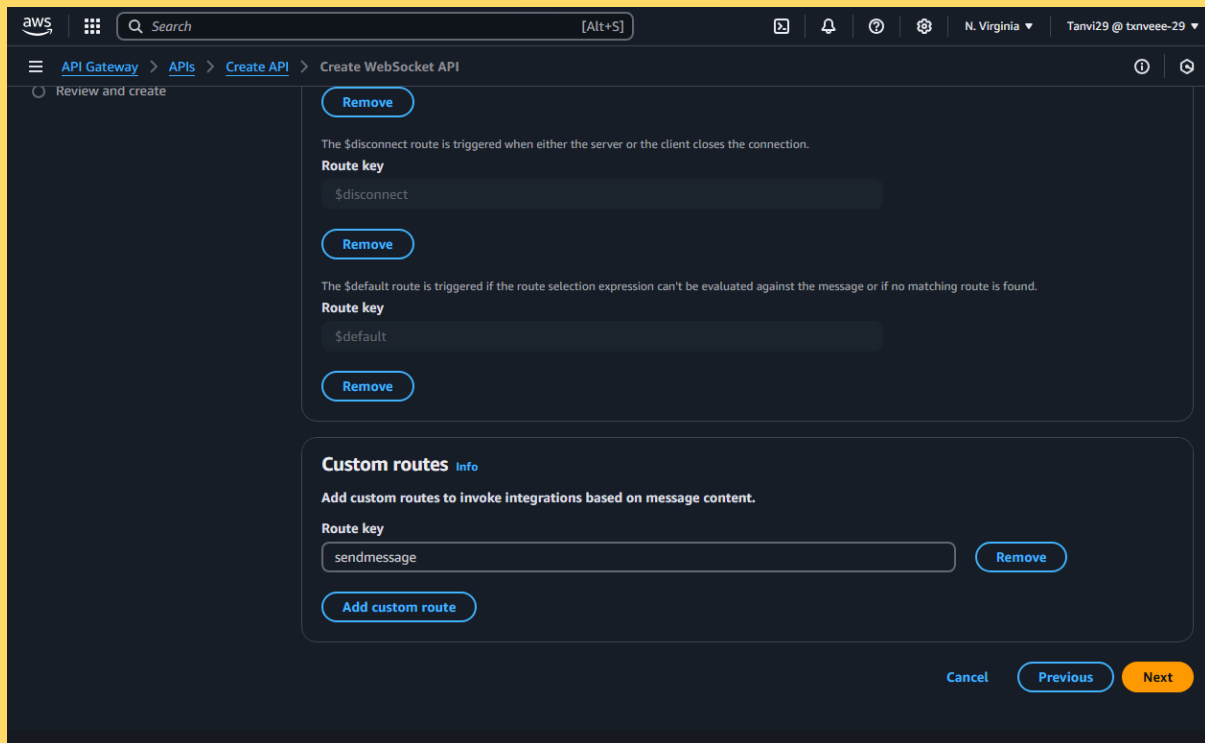 aws
Search [Alt+S] N. Virginia ▼ Tanvi29 @ txnveee-29 ▼
API Gateway > APIs > Create API > Create WebSocket API
Review and create
Remove
The $disconnect route is triggered when either the server or the client closes the connection.
Route key
$disconnect
Remove
The $default route is triggered if the route selection expression can't be evaluated against the message or if no matching route is found.
Route key
$default
Remove
Custom routes Info
Add custom routes to invoke integrations based on message content.
Route key
sendmessage Remove
Add custom route
Cancel Previous Next